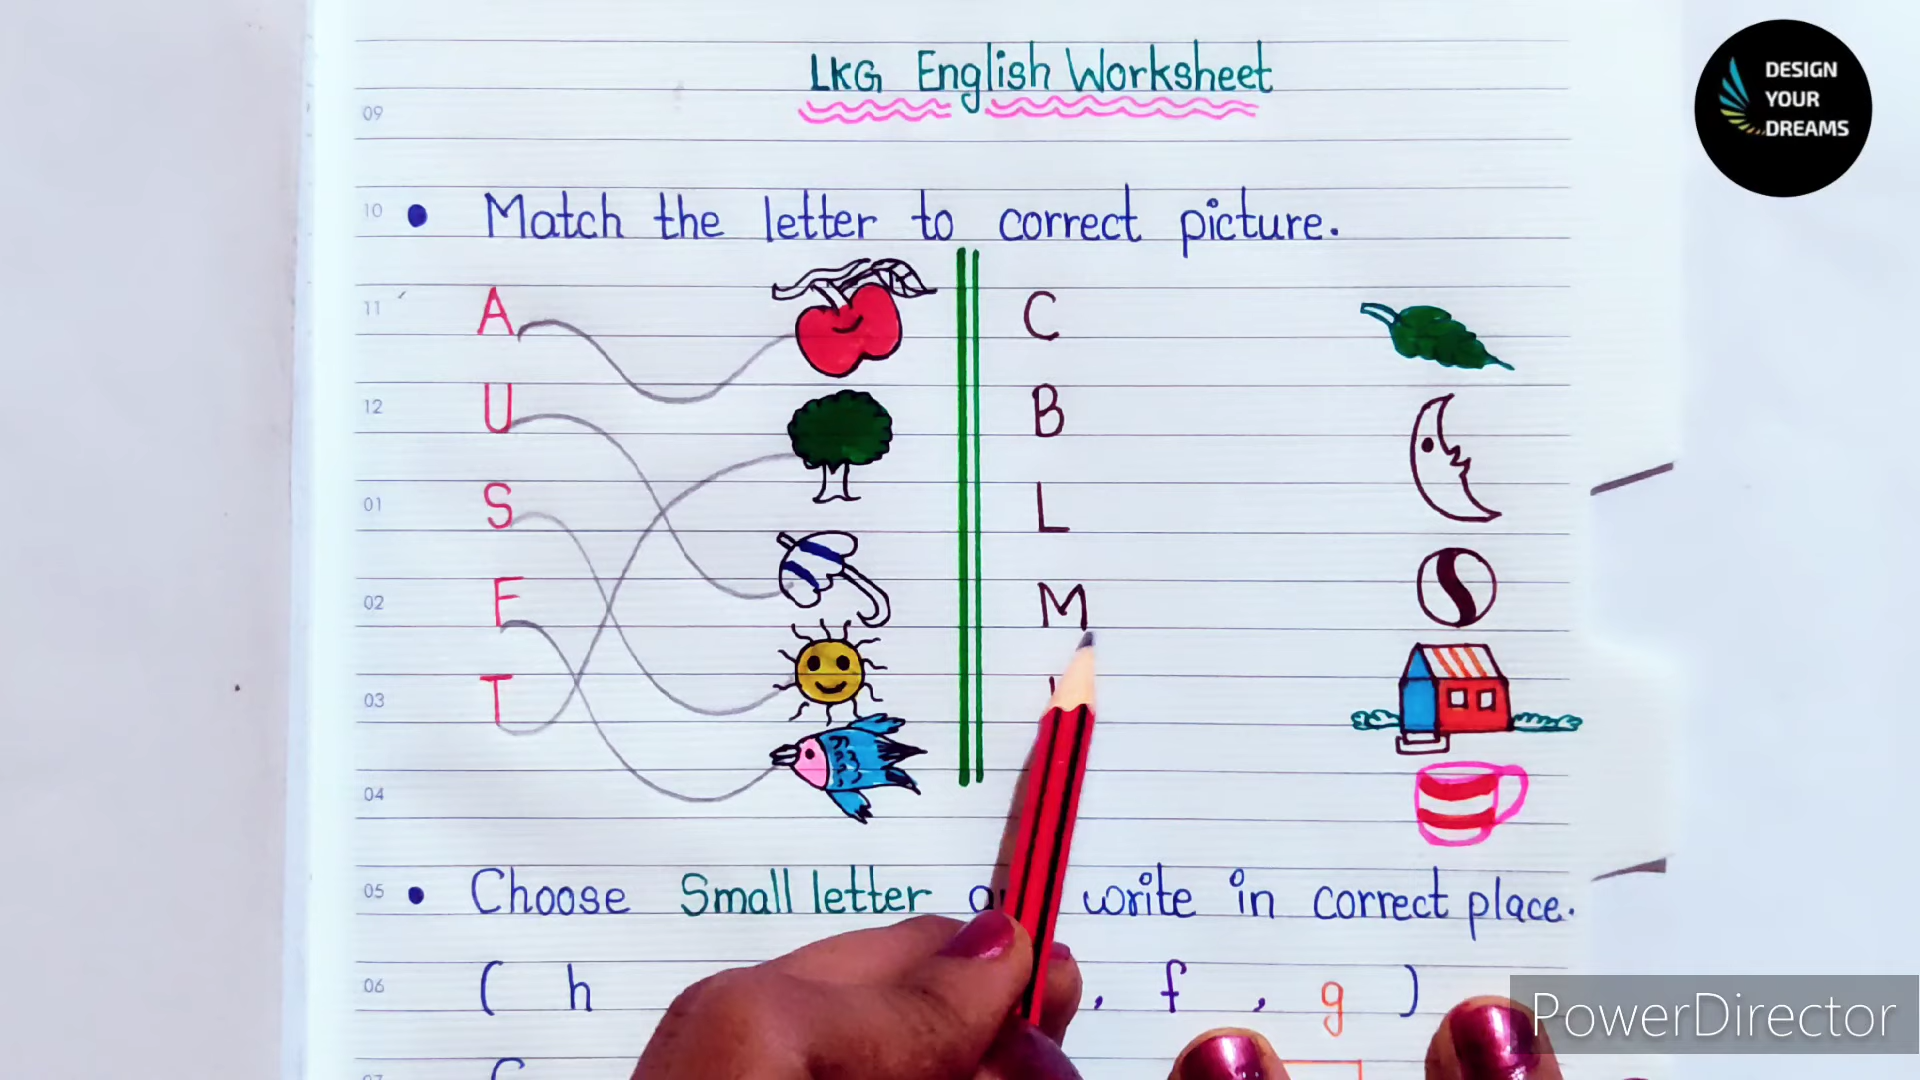 LKG English Worksheet
DESIGN
YOUR
DREAMS
09
10 • Match the letter to correct picture.
11 A C
12 U B
01 S L
02 F M
03 T
04
05 • Choose Small letter write in correct place.
06 ( h , f , g )
PowerDirector